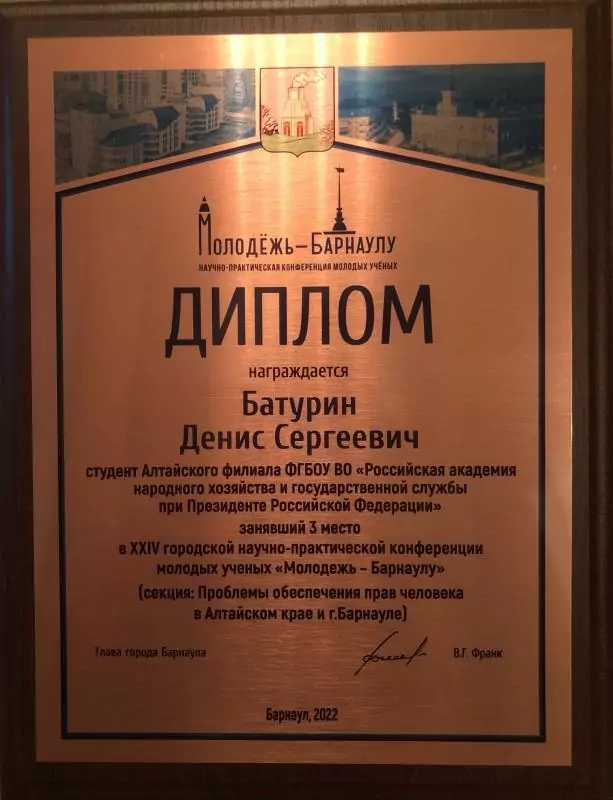 МОЛОДЁЖЬ–БАРНАУЛУ
НАУЧНО-ПРАКТИЧЕСКАЯ КОНФЕРЕНЦИЯ МОЛОДЫХ УЧЁНЫХ
ДИПЛОМ
награждается
Батурин
Денис Сергеевич
студент Алтайского филиала ФГБОУ ВО «Российская академия
народного хозяйства и государственной службы
при Президенте Российской Федерации»
занявший 3 место
в XXIV городской научно-практической конференции
молодых ученых «Молодежь – Барнаулу»
(секция: Проблемы обеспечения прав человека
в Алтайском крае и г.Барнауле)
Глава города Барнаула В.Г. Франк
Барнаул, 2022